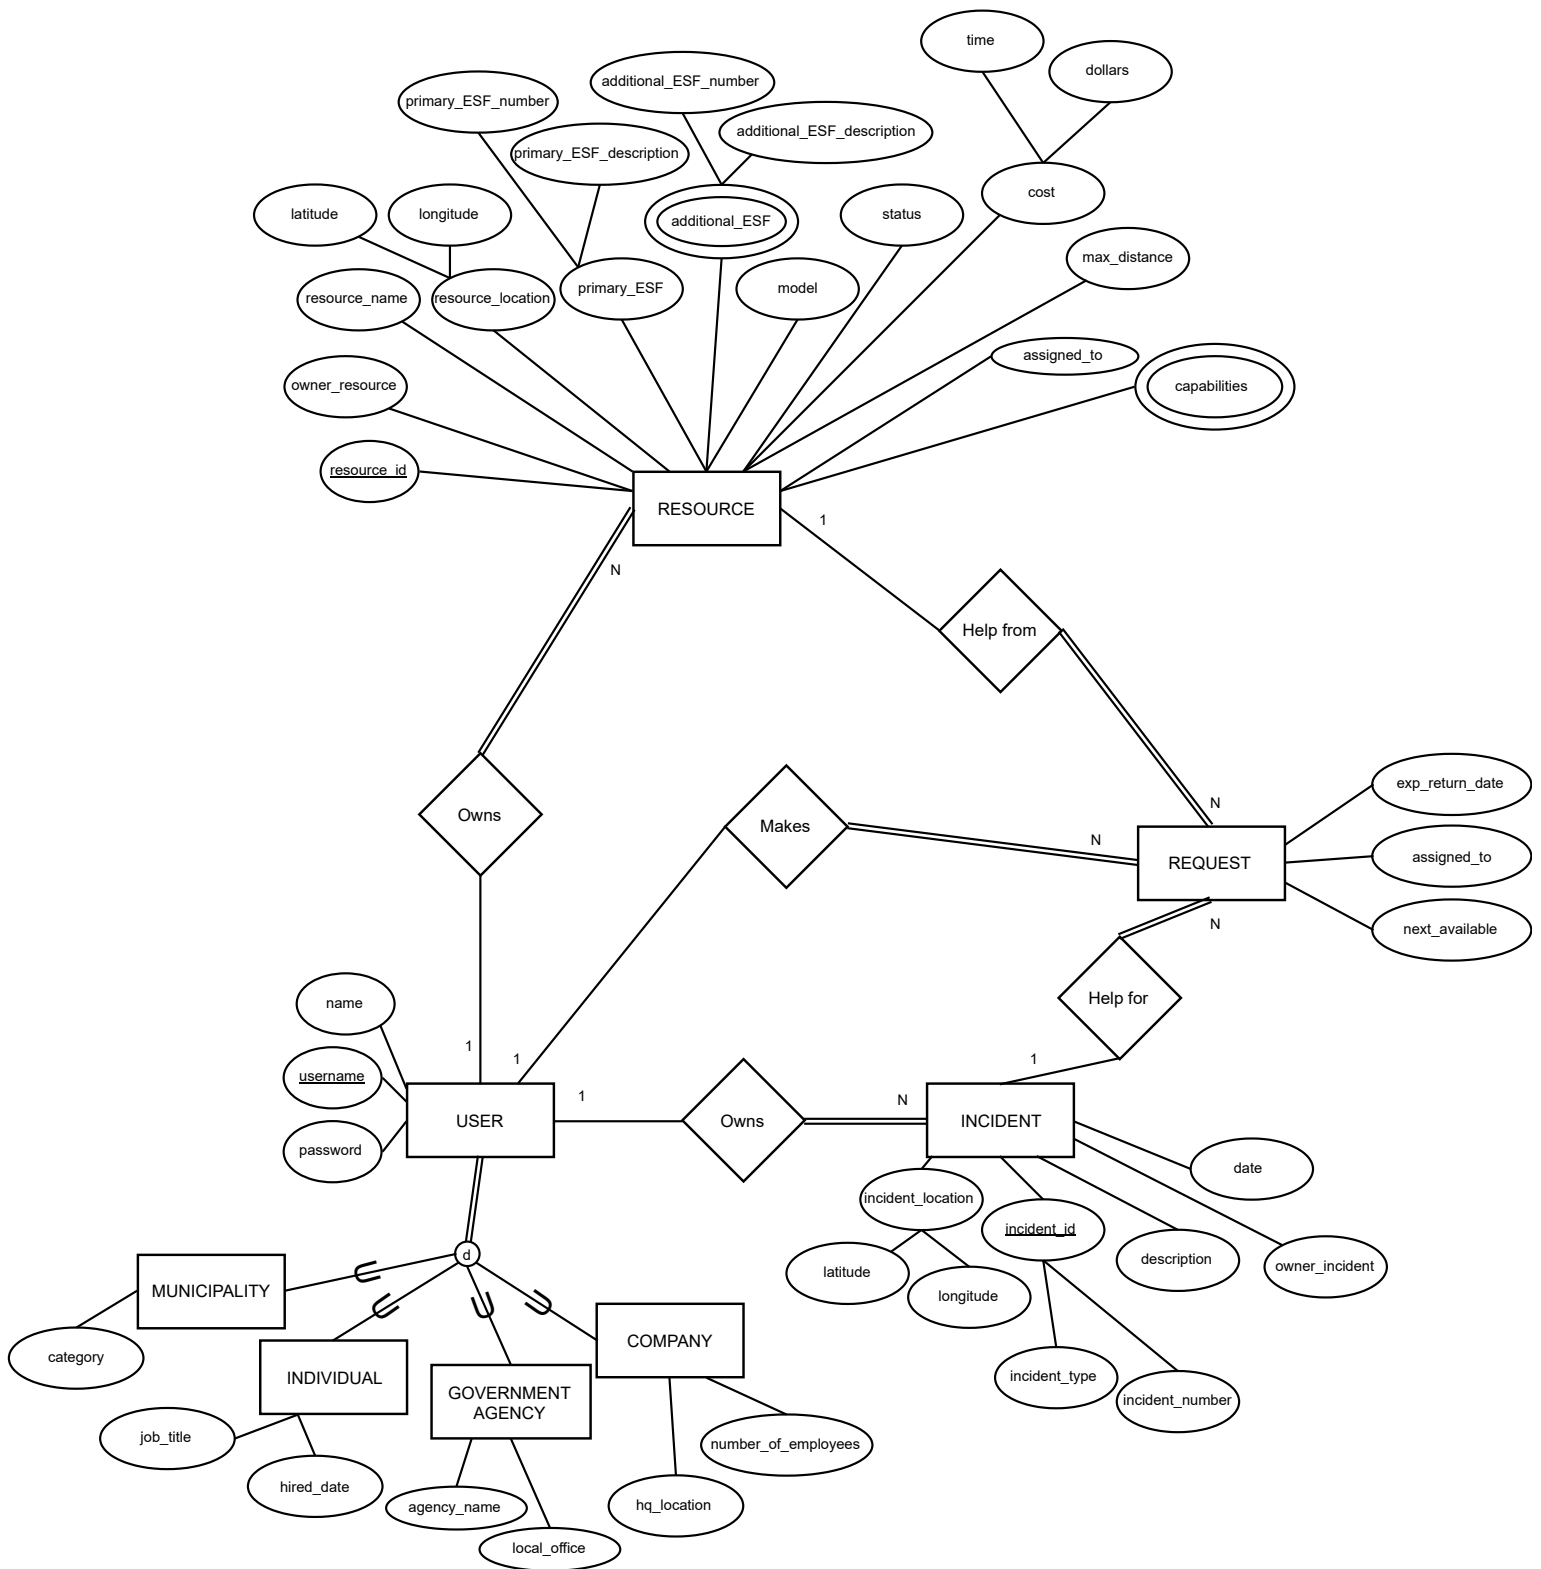 time
dollars
additional_ESF_number
primary_ESF_number
additional_ESF_description
primary_ESF_description
cost
latitude
longitude
additional_ESF
status
max_distance
resource_name
resource_location
primary_ESF
model
assigned_to
owner_resource
capabilities
resource_id
RESOURCE
1
N
Help from
exp_return_date
N
Owns
Makes
N
REQUEST
assigned_to
N
next_available
name
Help for
1
1
1
username
1
N
USER
Owns
INCIDENT
password
date
incident_location
incident_id
description
owner_incident
d
latitude
longitude
MUNICIPALITY
COMPANY
category
INDIVIDUAL
GOVERNMENT
AGENCY
incident_type
incident_number
job_title
number_of_employees
hired_date
agency_name
hq_location
local_office